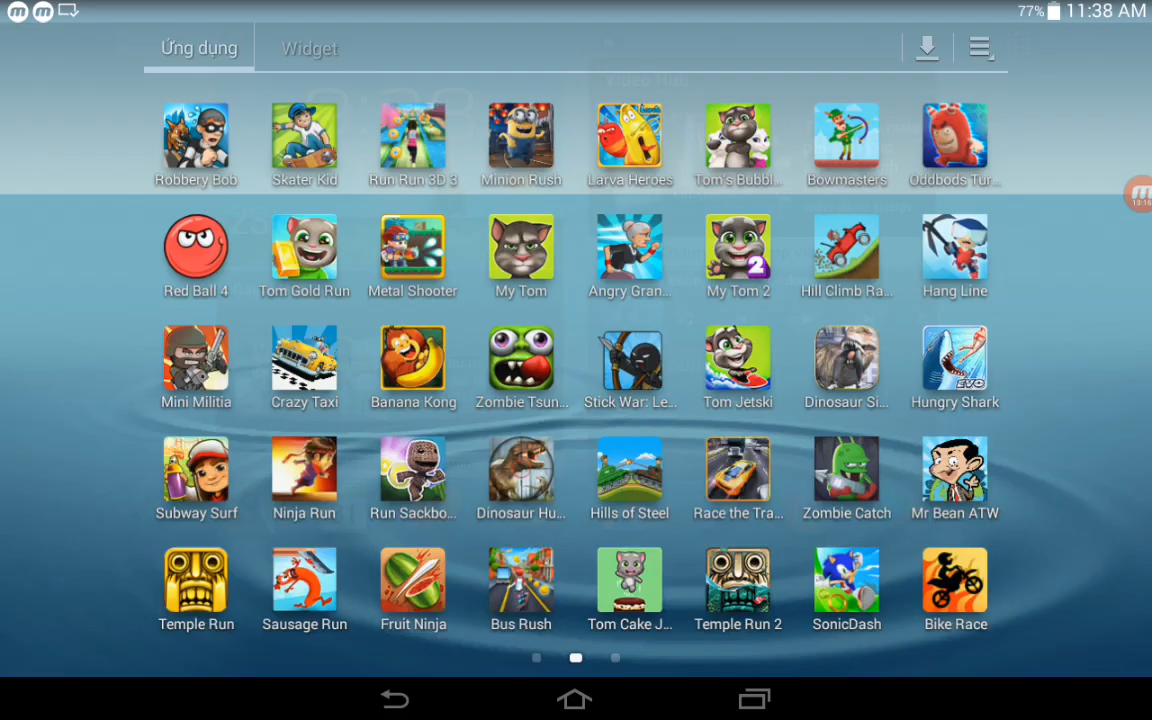 77% 11:38 AM
Ứng dụng Widget
Video Hub
Robbery Bob Skater Kid Run Run 3D 3 Minion Rush Larva Heroes Tom's Bubbl... Bowmasters Oddbods Tur...
13:16
Red Ball 4 Tom Gold Run Metal Shooter My Tom Angry Gran... My Tom 2 Hill Climb Ra... Hang Line
Mini Militia Crazy Taxi Banana Kong Zombie Tsun... Stick War: Le... Tom Jetski Dinosaur Si... Hungry Shark
Subway Surf Ninja Run Run Sackbo... Dinosaur Hu... Hills of Steel Race the Tra... Zombie Catch Mr Bean ATW
Temple Run Sausage Run Fruit Ninja Bus Rush Tom Cake J... Temple Run 2 SonicDash Bike Race